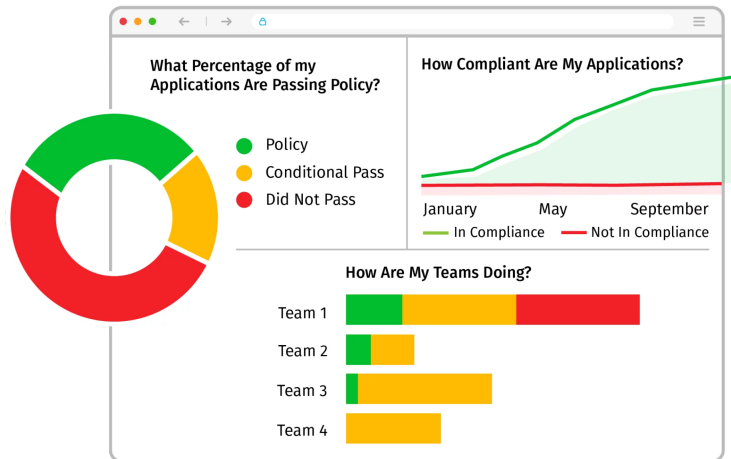 What Percentage of my
Applications Are Passing Policy?
Policy
Conditional Pass
Did Not Pass
How Compliant Are My Applications?
January May September
In Compliance Not In Compliance
How Are My Teams Doing?
Team 1
Team 2
Team 3
Team 4